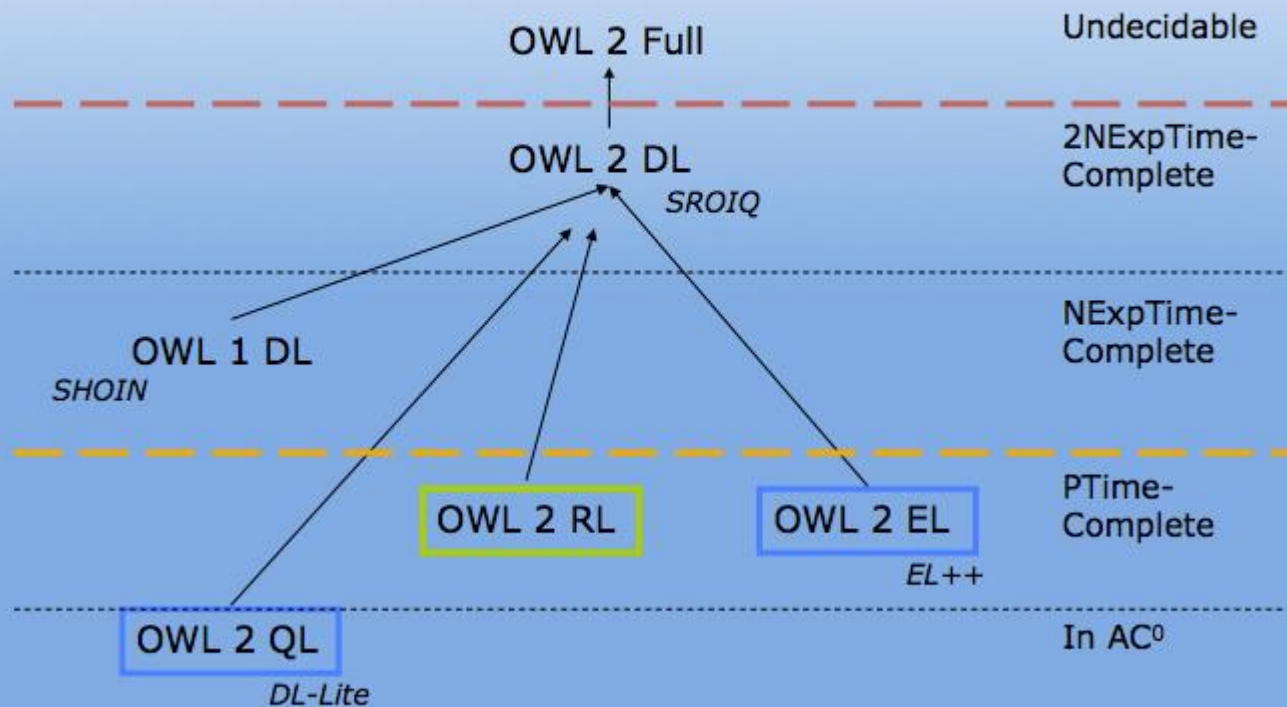 OWL 2 Full
Undecidable
OWL 2 DL
SROIQ
2NExpTime-
Complete
OWL 1 DL
SHOIN
NExpTime-
Complete
OWL 2 RL
OWL 2 EL
EL++
PTime-
Complete
OWL 2 QL
DL-Lite
In AC⁰